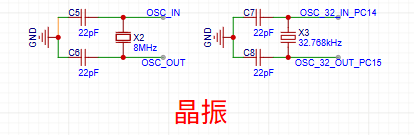 C5 OSC_IN
22pF
GND X2
8MHz
C6
22pF OSC_OUT
C7 OSC_32_IN_PC14
22pF
GND X3
32.768kHz
C8
22pF OSC_32_OUT_PC15
晶振